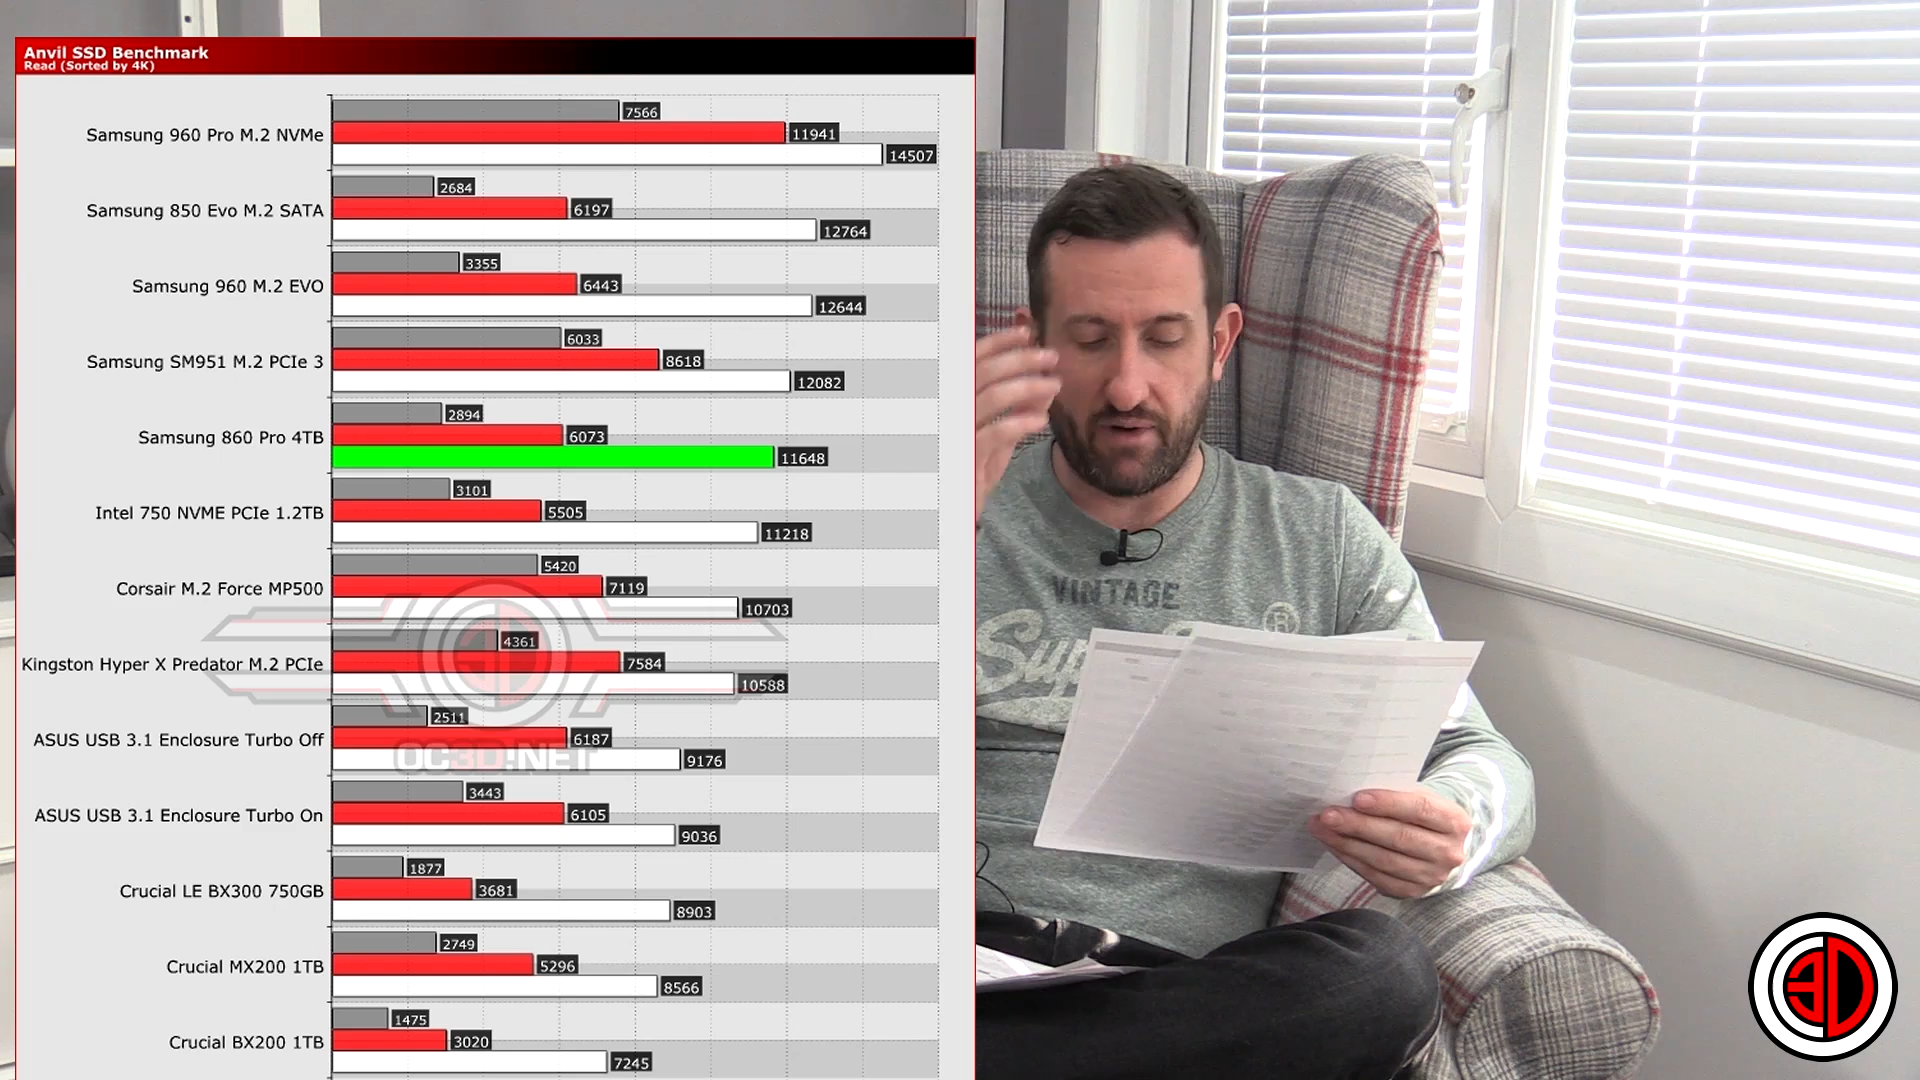 Anvil SSD Benchmark
Read (Sorted by 4K)
7566
Samsung 960 Pro M.2 NVMe 11941
14507
2684
Samsung 850 Evo M.2 SATA 6197
12764
3355
Samsung 960 M.2 EVO 6443
12644
6033
Samsung SM951 M.2 PCIe 3 8618
12082
2894
Samsung 860 Pro 4TB 6073
11648
3101
Intel 750 NVME PCIe 1.2TB 5505
11218
5420
Corsair M.2 Force MP500 7119
10703
4361
Kingston Hyper X Predator M.2 PCIe 7584
10588
2511
ASUS USB 3.1 Enclosure Turbo Off 6187
9176
OC3D.NET
3443
ASUS USB 3.1 Enclosure Turbo On 6105
9036
1877
Crucial LE BX300 750GB 3681
8903
2749
Crucial MX200 1TB 5296
8566
1475
Crucial BX200 1TB 3020
7245
VINTAGE
®
3D